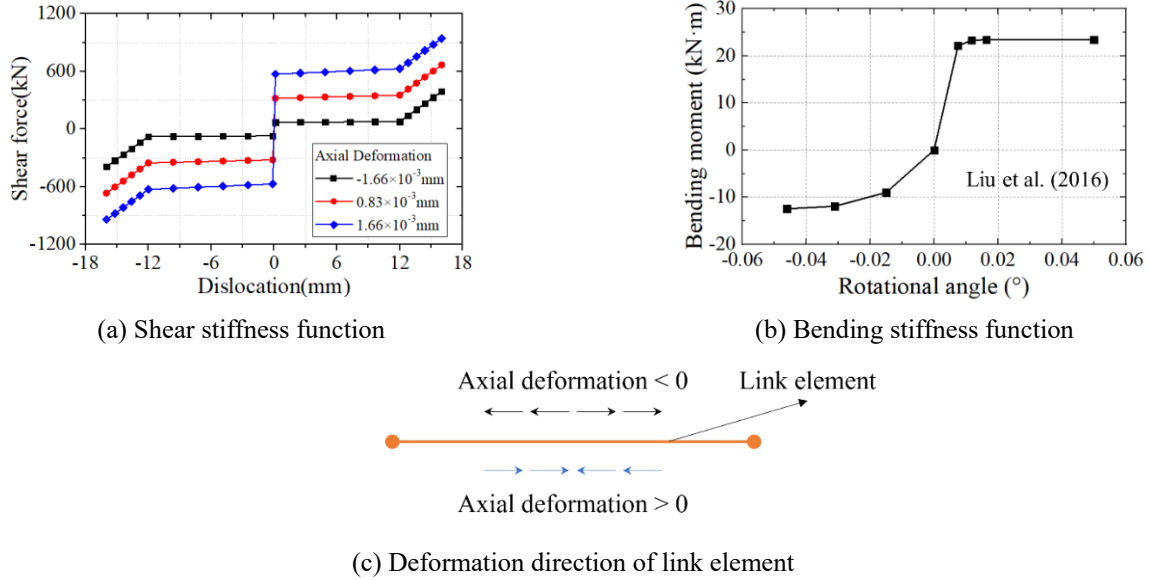 1200
600
0
-600
-1200
Shear force(kN)
Axial Deformation
-1.66×10⁻³mm
0.83×10⁻³mm
1.66×10⁻³mm
-18 -12 -6 0 6 12 18
Dislocation(mm)
(a) Shear stiffness function
30
20
10
0
-10
-20
Bending moment (kN·m)
Liu et al. (2016)
-0.06 -0.04 -0.02 0.00 0.02 0.04 0.06
Rotational angle (°)
(b) Bending stiffness function
Axial deformation < 0
Link element
Axial deformation > 0
(c) Deformation direction of link element